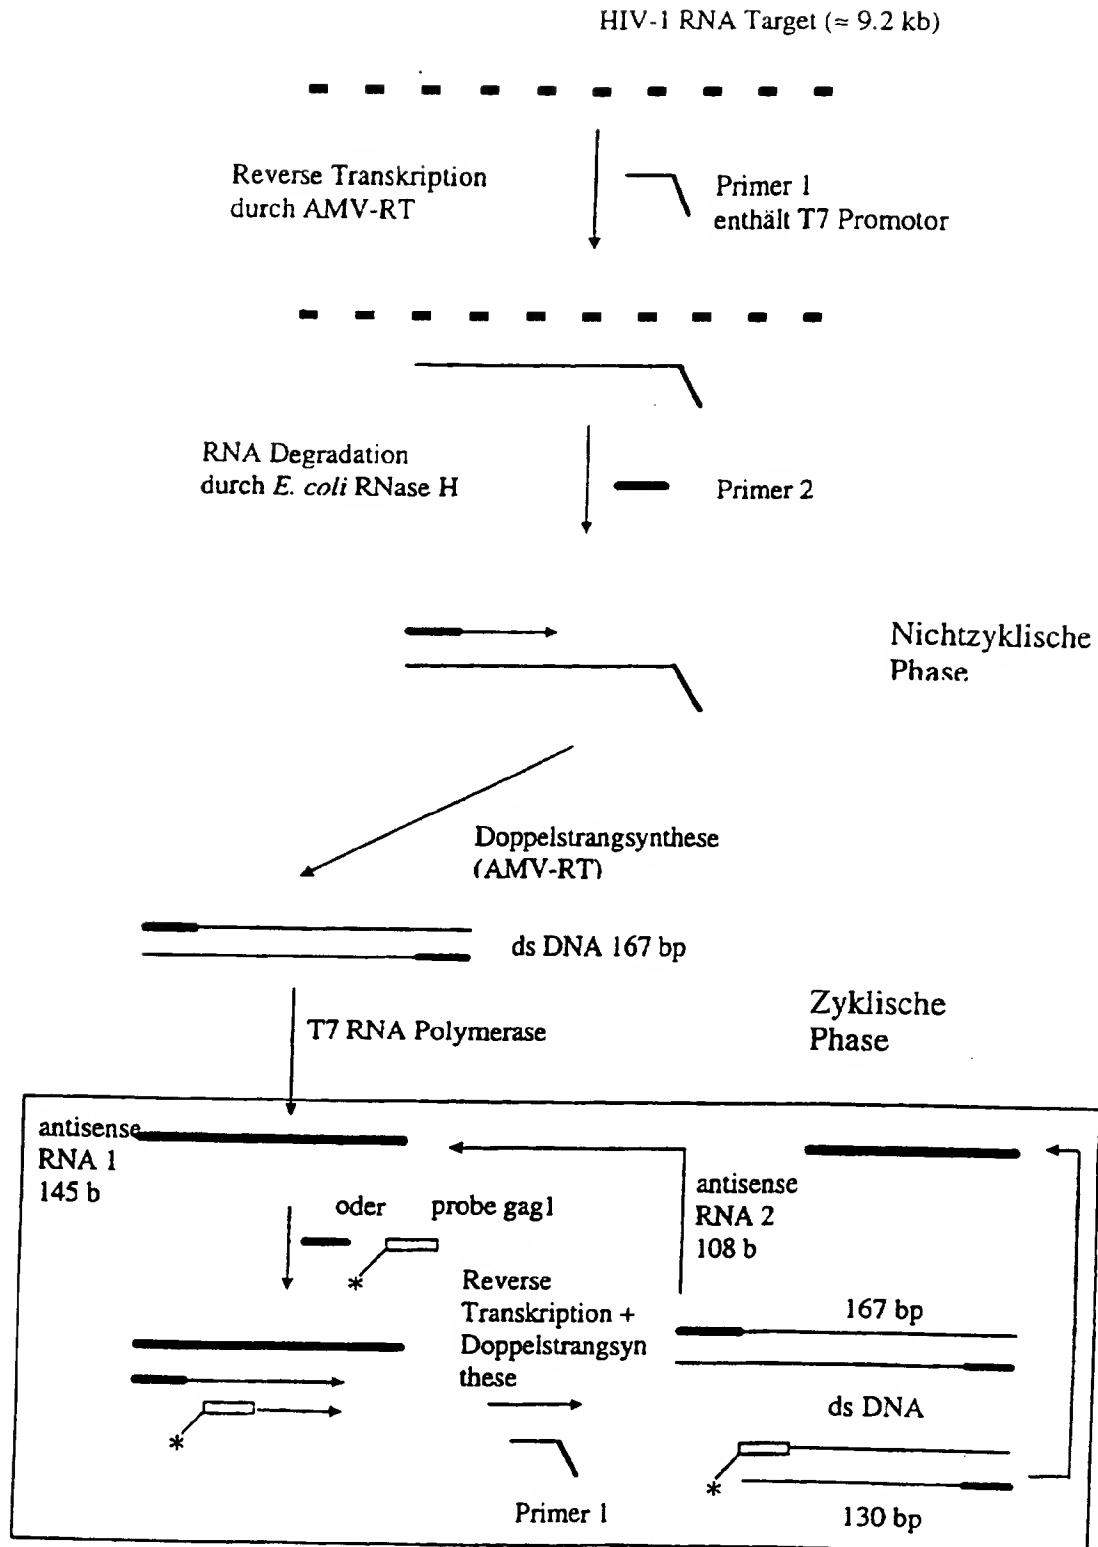 HIV-1 RNA Target (≈ 9.2 kb)
Reverse Transkription
durch AMV-RT
Primer 1
enthält T7 Promotor
RNA Degradation
durch E. coli RNase H
Primer 2
Nichtzyklische
Phase
Doppelstrangsynthese
(AMV-RT)
ds DNA 167 bp
Zyklische
Phase
T7 RNA Polymerase
antisense
RNA 1
145 b
oder probe gag1
*
antisense
RNA 2
108 b
Reverse
Transkription +
Doppelstrangsyn
these
167 bp
ds DNA
*
*
Primer 1
130 bp